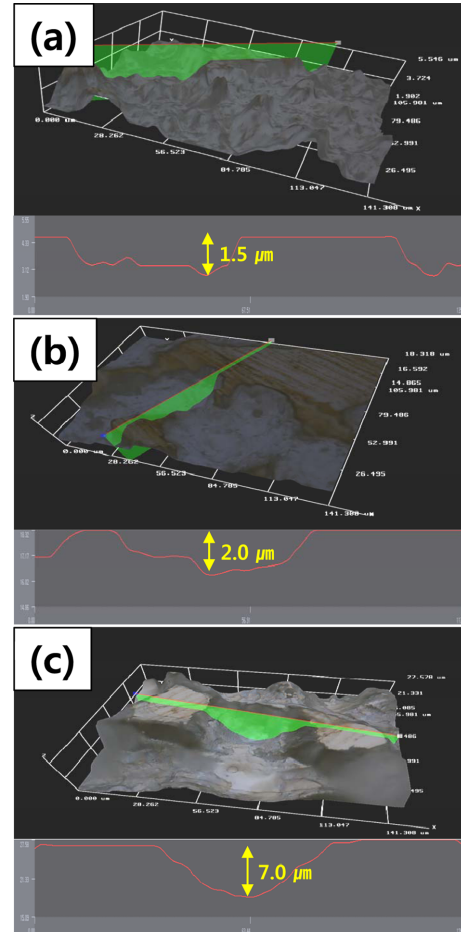 (a)
Y
5.546 um
3.724
1.902
105.981 um
79.486
52.991
26.495
0.000 um
28.262
56.523
84.785
113.047
141.308 um X
1.5 μm
(b)
18.318 um
16.592
14.865
105.981 um
79.486
52.991
26.495
0.000 um
28.262
56.523
84.785
113.047
141.308 um
2.0 μm
(c)
27.578 um
21.331
0.000 um
28.262
56.523
84.785
113.047
141.308 um
X
7.0 μm